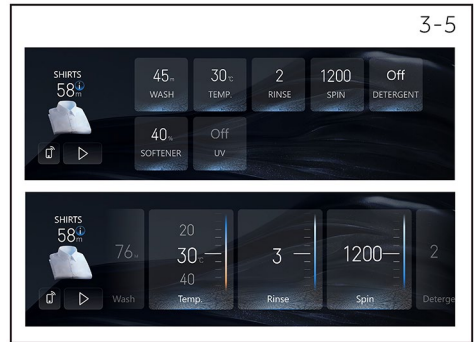 3-5
SHIRTS
58m
45m
WASH
30°C
TEMP.
2
RINSE
1200
SPIN
Off
DETERGENT
40%
SOFTENER
Off
UV
SHIRTS
58m
76
Wash
20
30°C
40
Temp.
3
Rinse
1200
Spin
2
Deterge